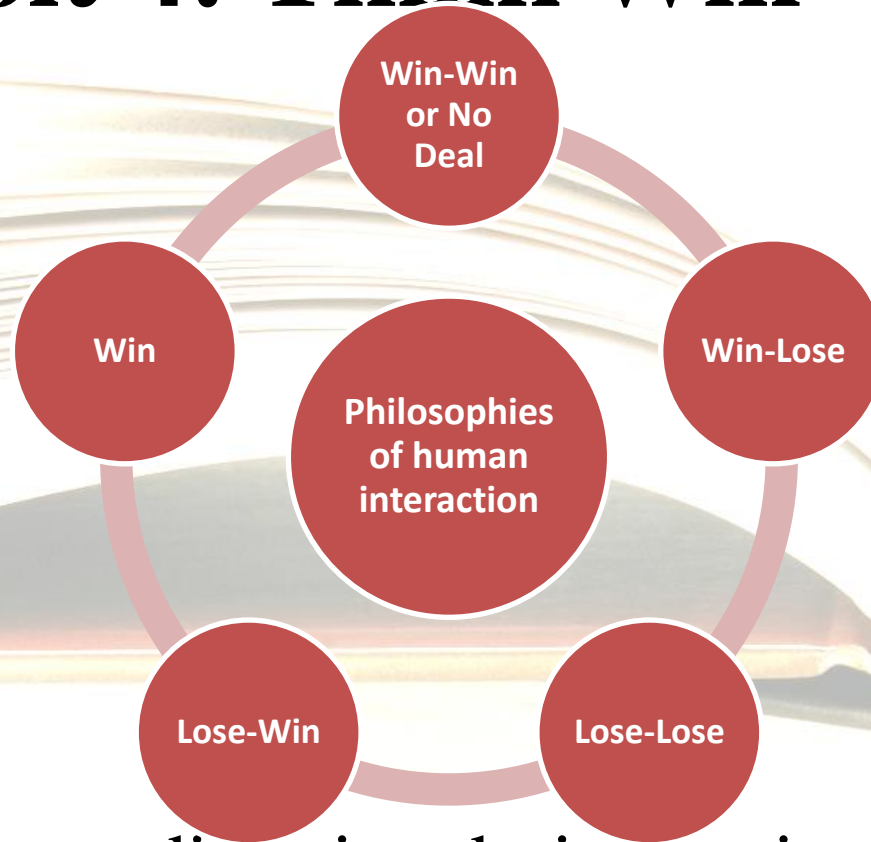 Win-Win
or No
Deal
Win
Win-Lose
Philosophies
of human
interaction
Lose-Win
Lose-Lose